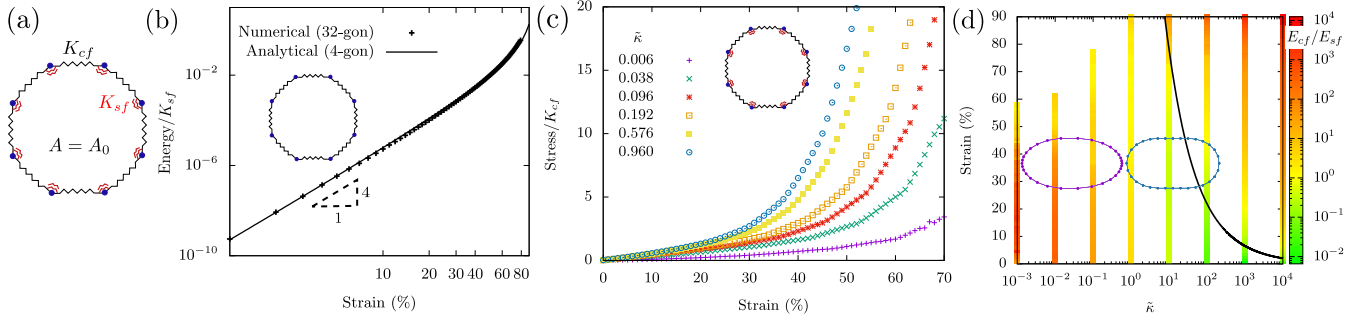 (a)
K_cf
K_sf
A = A_0
(b)
Energy/K_sf
10^-2
10^-6
10^-10
Numerical (32-gon)
Analytical (4-gon)
4
1
10 20 30 40 60 80
Strain (%)
(c)
Stress/K_cf
20
15
10
5
0
κ̃
0.006
0.038
0.096
0.192
0.576
0.960
0 10 20 30 40 50 60 70
Strain (%)
(d)
Strain (%)
90
80
70
60
50
40
30
20
10
0
10^-3 10^-2 10^-1 10^0 10^1 10^2 10^3 10^4
κ̃
E_cf/E_sf
10^4
10^3
10^2
10^1
10^0
10^-1
10^-2